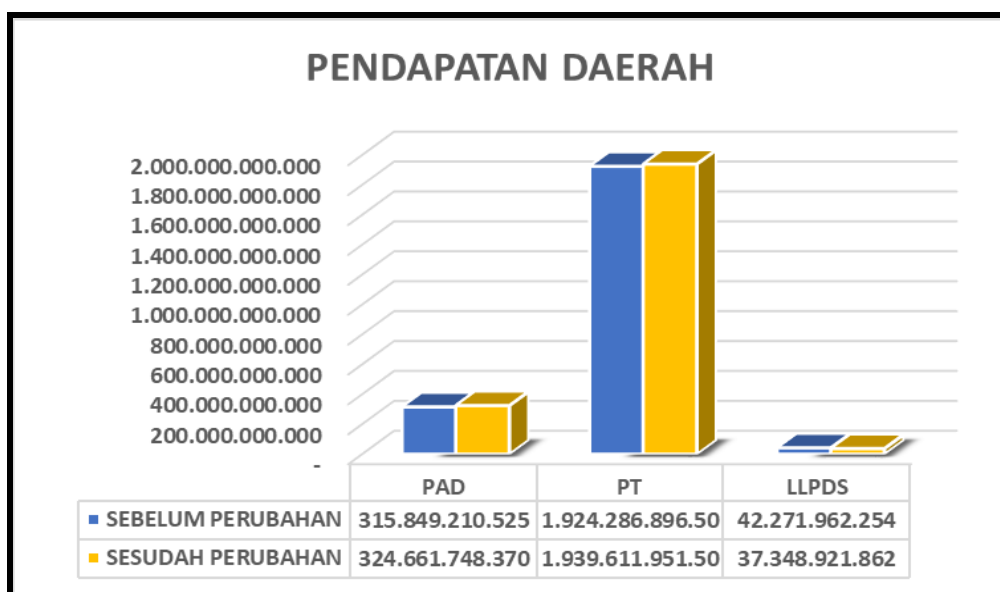 PENDAPATAN DAERAH
2.000.000.000.000
1.800.000.000.000
1.600.000.000.000
1.400.000.000.000
1.200.000.000.000
1.000.000.000.000
800.000.000.000
600.000.000.000
400.000.000.000
200.000.000.000
-
PAD PT LLPDS
SEBELUM PERUBAHAN 315.849.210.525 1.924.286.896.50 42.271.962.254
SESUDAH PERUBAHAN 324.661.748.370 1.939.611.951.50 37.348.921.862